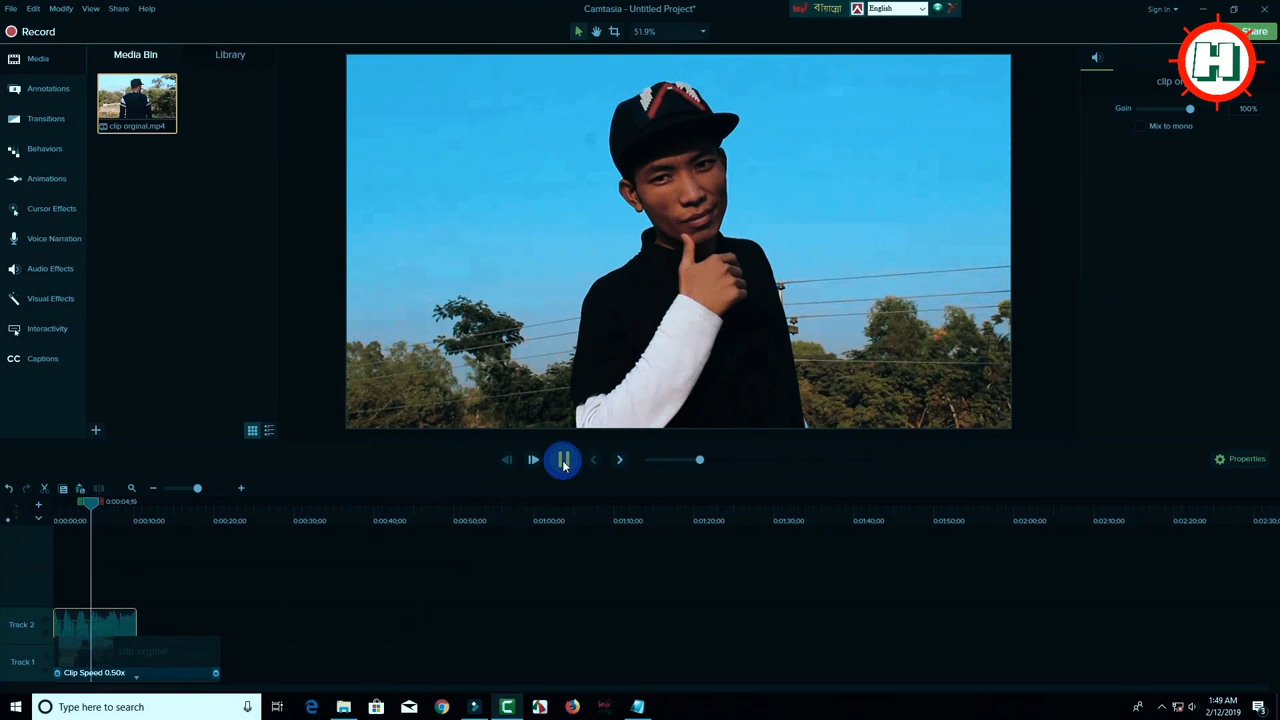 File Edit Modify View Share Help
Camtasia - Untitled Project*
English
Sign In
Record
51.9%
Share
H
Media
Annotations
Transitions
Behaviors
Animations
Cursor Effects
Voice Narration
Audio Effects
Visual Effects
Interactivity
CC Captions
Media Bin Library
clip orginal.mp4
clip or
Gain 100%
Mix to mono
Properties
0:00:04;19
0:00:00;00 0:00:10;00 0:00:20;00 0:00:30;00 0:00:40;00 0:00:50;00 0:01:00;00 0:01:10;00 0:01:20;00 0:01:30;00 0:01:40;00 0:01:50;00 0:02:00;00 0:02:10;00 0:02:20;00 0:02:30;
Track 2
clip orginal
Track 1
Clip Speed 0.50x
Type here to search
1:49 AM
2/12/2019
3